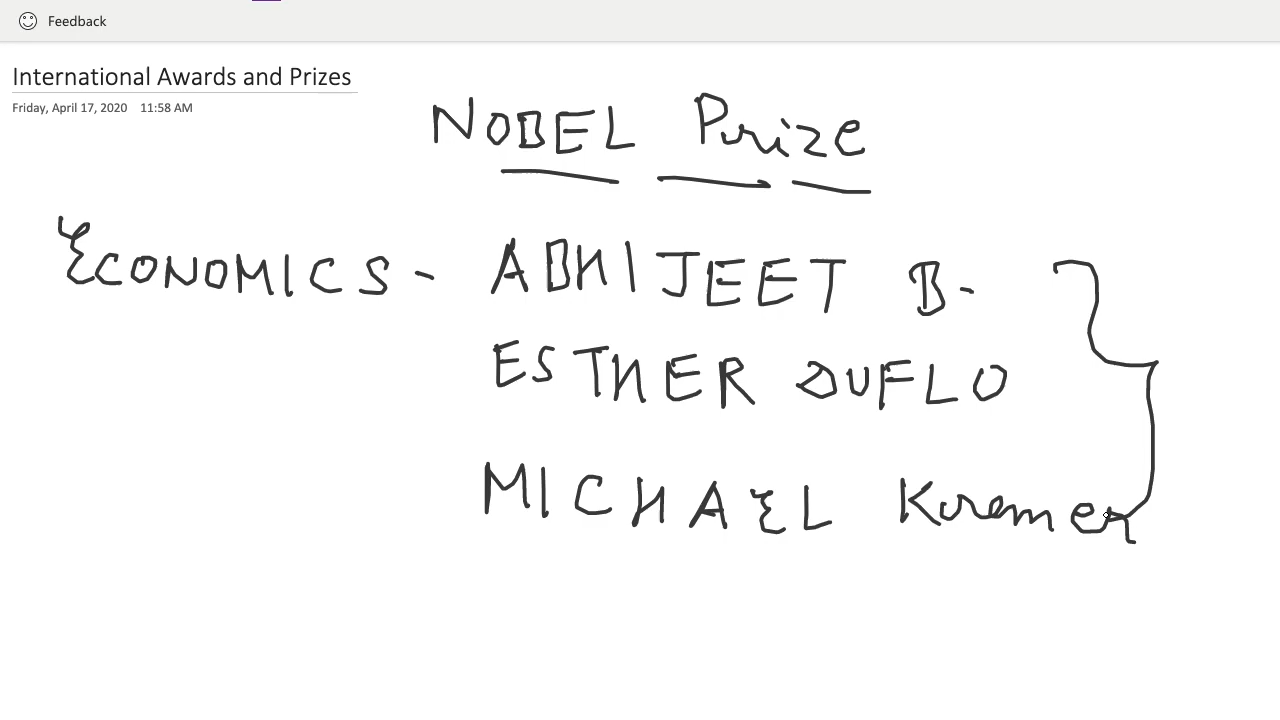 Feedback
International Awards and Prizes
Friday, April 17, 2020 11:58 AM
NOBEL Prize
ECONOMICS - ABHIJEET B-
ESTHER DUFLO
MICHAEL Kremer